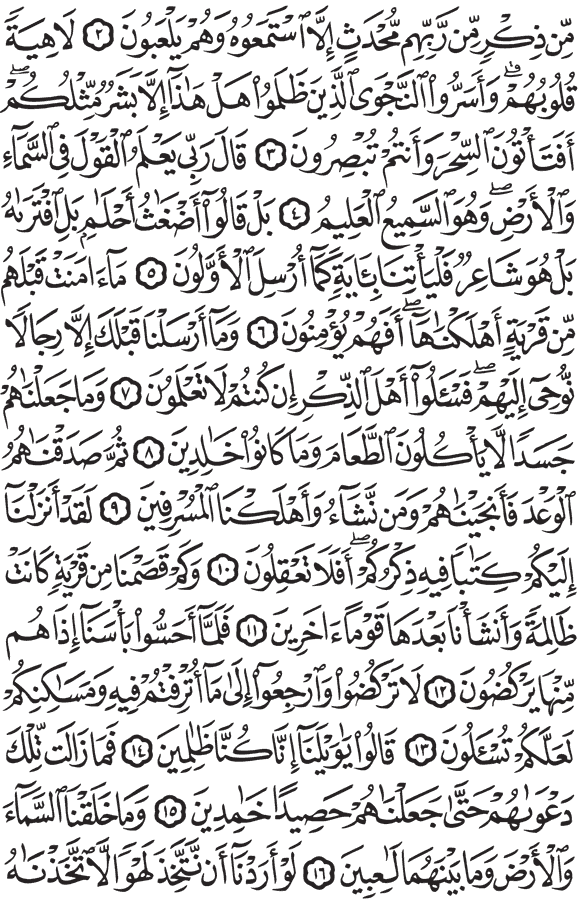 مِّن ذِكۡرٖ مِّن رَّبِّهِم مُّحۡدَثٍ إِلَّا ٱسۡتَمَعُوهُ وَهُمۡ يَلۡعَبُونَ ٢ لَاهِيَةٗ
قُلُوبُهُمۡۗ وَأَسَرُّواْ ٱلنَّجۡوَى ٱلَّذِينَ ظَلَمُواْ هَلۡ هَٰذَآ إِلَّا بَشَرٞ مِّثۡلُكُمۡۖ
أَفَتَأۡتُونَ ٱلسِّحۡرَ وَأَنتُمۡ تُبۡصِرُونَ ٣ قَالَ رَبِّي يَعۡلَمُ ٱلۡقَوۡلَ فِي ٱلسَّمَآءِ
وَٱلۡأَرۡضِۖ وَهُوَ ٱلسَّمِيعُ ٱلۡعَلِيمُ ٤ بَلۡ قَالُوٓاْ أَضۡغَٰثُ أَحۡلَٰمِۭ بَلِ ٱفۡتَرَىٰهُ
بَلۡ هُوَ شَاعِرٞ فَلۡيَأۡتِنَا بِـَٔايَةٖ كَمَآ أُرۡسِلَ ٱلۡأَوَّلُونَ ٥ مَآ ءَامَنَتۡ قَبۡلَهُم
مِّن قَرۡيَةٍ أَهۡلَكۡنَٰهَآۖ أَفَهُمۡ يُؤۡمِنُونَ ٦ وَمَآ أَرۡسَلۡنَا قَبۡلَكَ إِلَّا رِجَالٗا
نُّوحِيٓ إِلَيۡهِمۡۖ فَسۡـَٔلُوٓاْ أَهۡلَ ٱلذِّكۡرِ إِن كُنتُمۡ لَا تَعۡلَمُونَ ٧ وَمَا جَعَلۡنَٰهُمۡ
جَسَدٗا لَّا يَأۡكُلُونَ ٱلطَّعَامَ وَمَا كَانُواْ خَٰلِدِينَ ٨ ثُمَّ صَدَقۡنَٰهُمُ
ٱلۡوَعۡدَ فَأَنجَيۡنَٰهُمۡ وَمَن نَّشَآءُ وَأَهۡلَكۡنَا ٱلۡمُسۡرِفِينَ ٩ لَقَدۡ أَنزَلۡنَآ
إِلَيۡكُمۡ كِتَٰبٗا فِيهِ ذِكۡرُكُمۡۚ أَفَلَا تَعۡقِلُونَ ١٠ وَكَمۡ قَصَمۡنَا مِن قَرۡيَةٖ كَانَتۡ
ظَالِمَةٗ وَأَنشَأۡنَا بَعۡدَهَا قَوۡمًا ءَاخَرِينَ ١١ فَلَمَّآ أَحَسُّواْ بَأۡسَنَآ إِذَا هُم
مِّنۡهَا يَرۡكُضُونَ ١٢ لَا تَرۡكُضُواْ وَٱرۡجِعُوٓاْ إِلَىٰ مَآ أُتۡرِفۡتُمۡ فِيهِ وَمَسَٰكِنِكُمۡ
لَعَلَّكُمۡ تُسۡـَٔلُونَ ١٣ قَالُواْ يَٰوَيۡلَنَآ إِنَّا كُنَّا ظَٰلِمِينَ ١٤ فَمَا زَالَت تِّلۡكَ
دَعۡوَىٰهُمۡ حَتَّىٰ جَعَلۡنَٰهُمۡ حَصِيدًا خَٰمِدِينَ ١٥ وَمَا خَلَقۡنَا ٱلسَّمَآءَ
وَٱلۡأَرۡضَ وَمَا بَيۡنَهُمَا لَٰعِبِينَ ١٦ لَوۡ أَرَدۡنَآ أَن نَّتَّخِذَ لَهۡوٗا لَّٱتَّخَذۡنَٰهُ